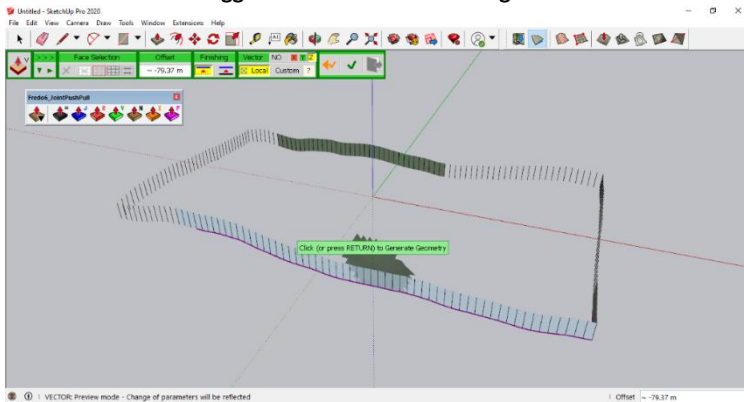 Untitled - SketchUp Pro 2020
File Edit View Camera Draw Tools Window Extensions Help
V > > > Face Selection Offset Finishing Vector NO X Y Z
~ -79.37 m Local Custom ?
Fredo6_JointPushPull
Click (or press RETURN) to Generate Geometry
VECTOR: Preview mode - Change of parameters will be reflected
Offset ~ -79.37 m